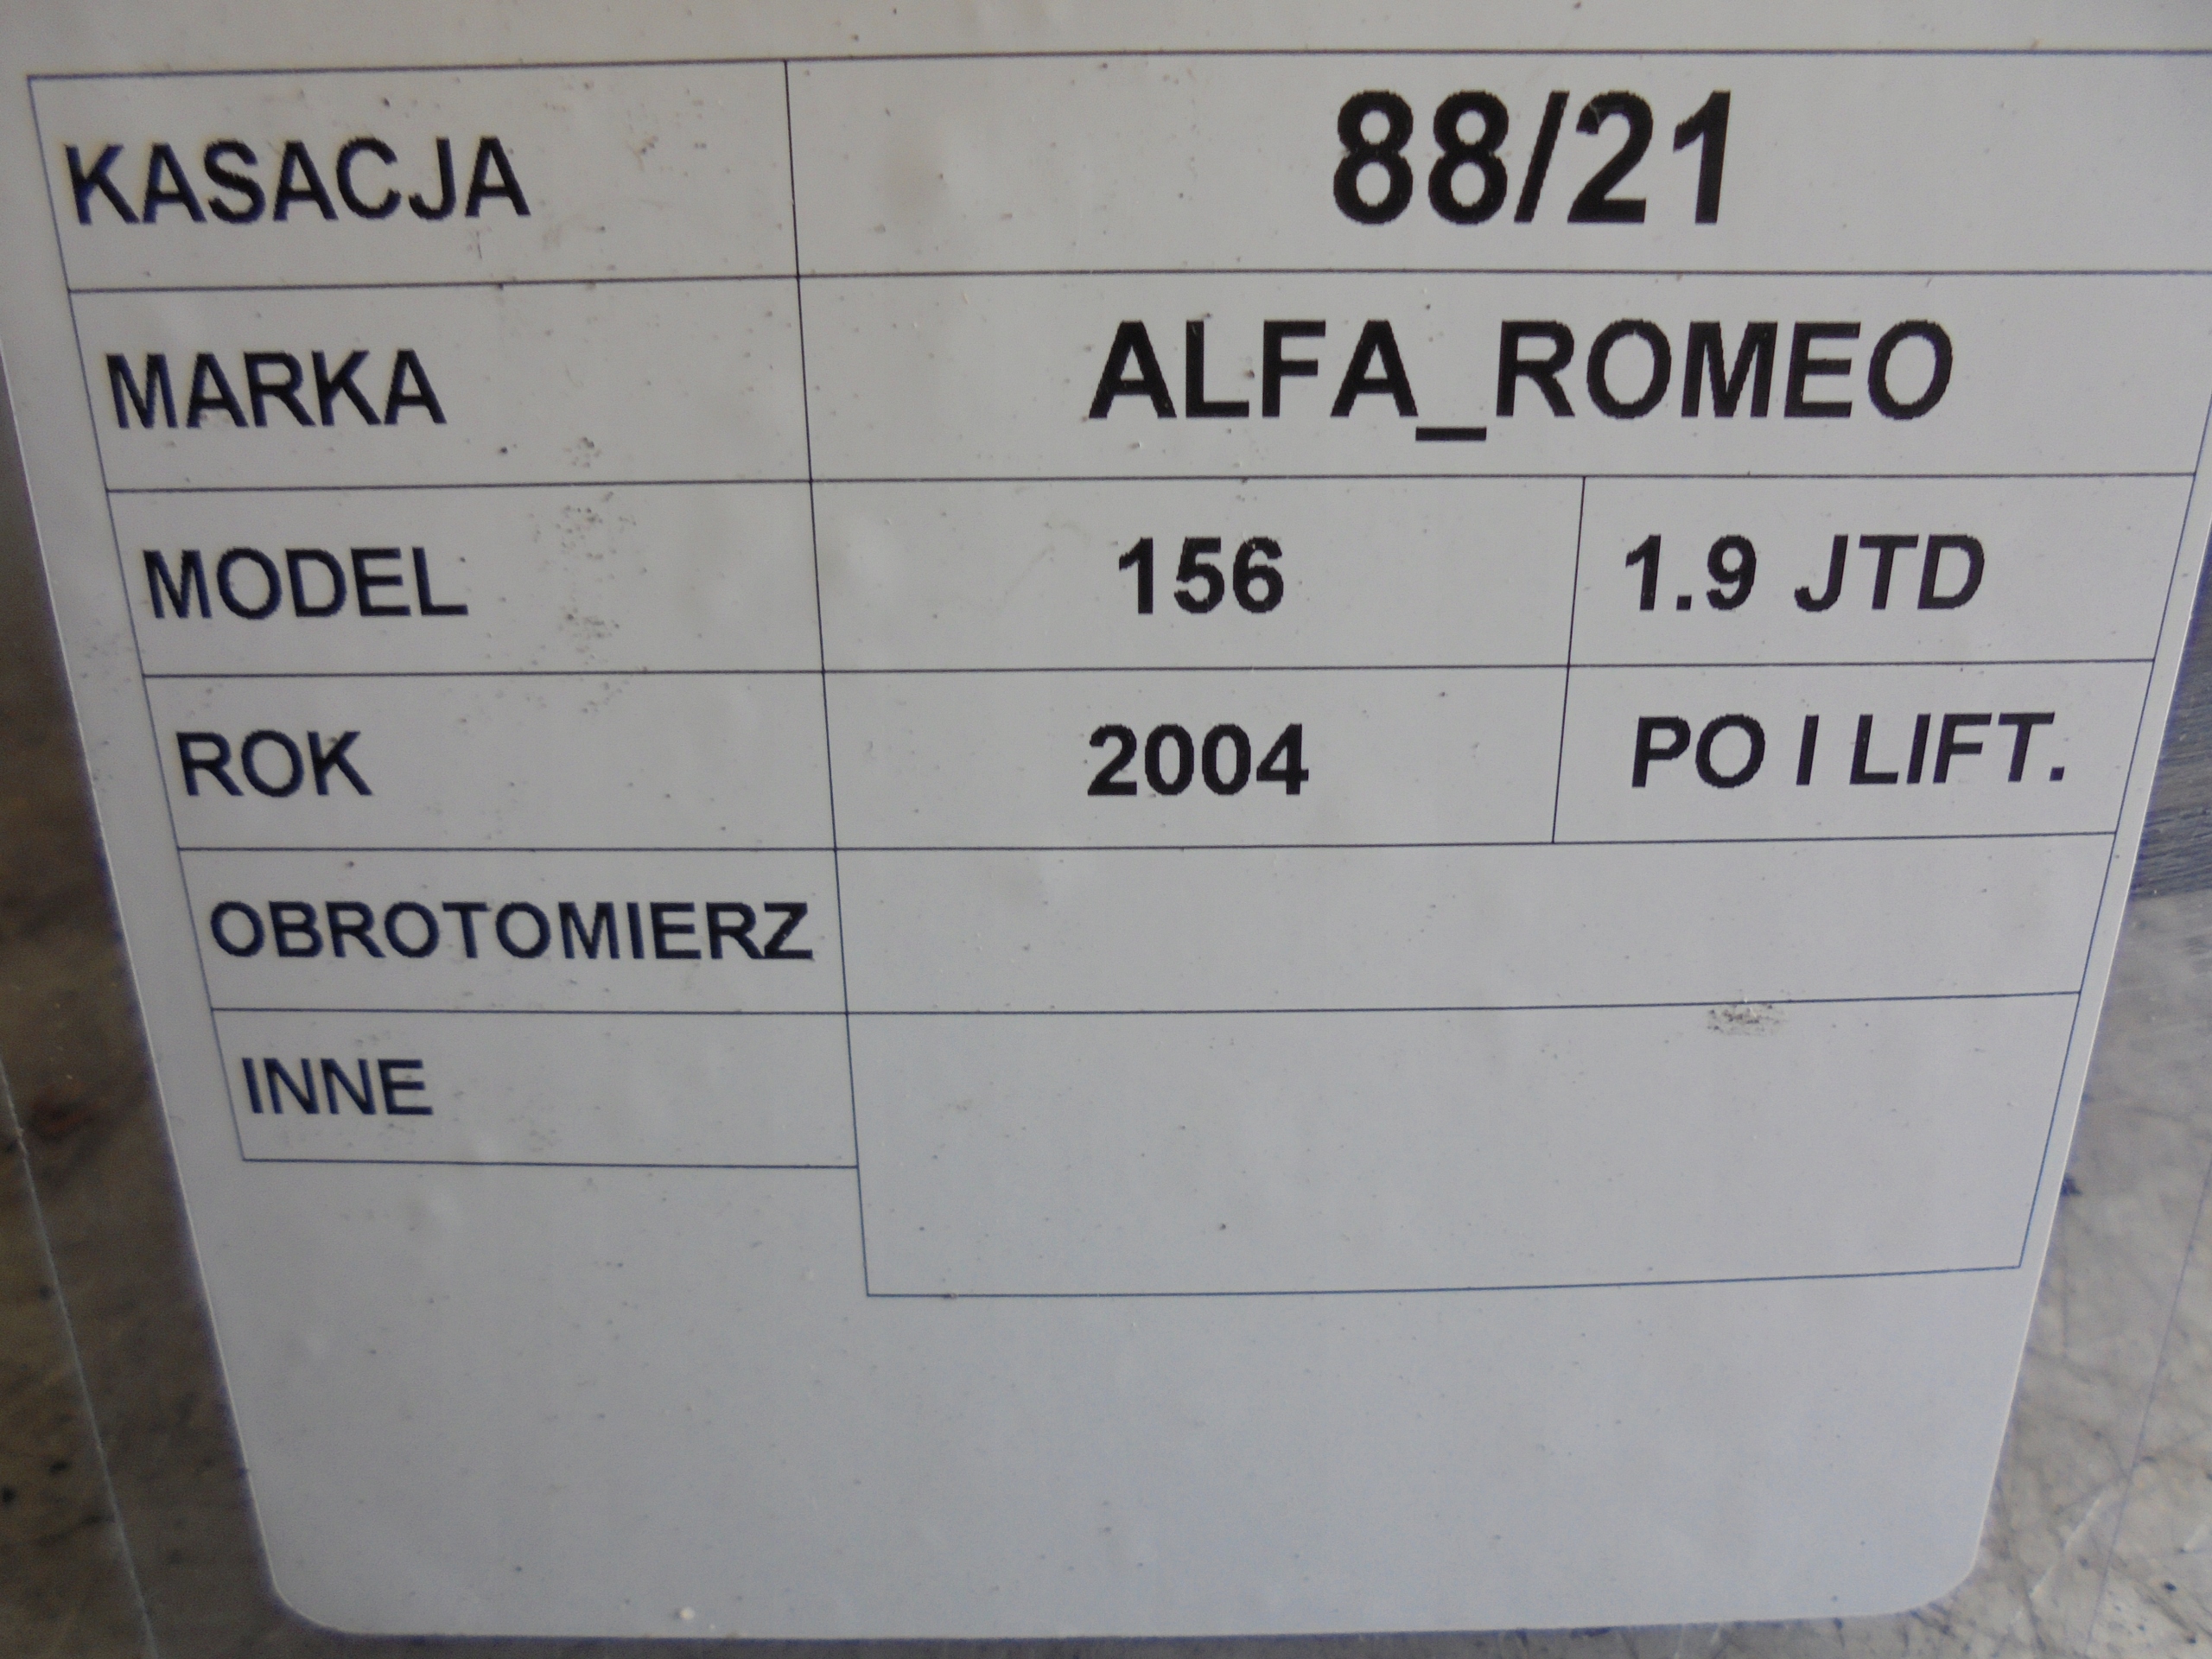 KASACJA 88/21
MARKA ALFA_ROMEO
MODEL 156 1.9 JTD
ROK 2004 PO I LIFT.
OBROTOMIERZ
INNE